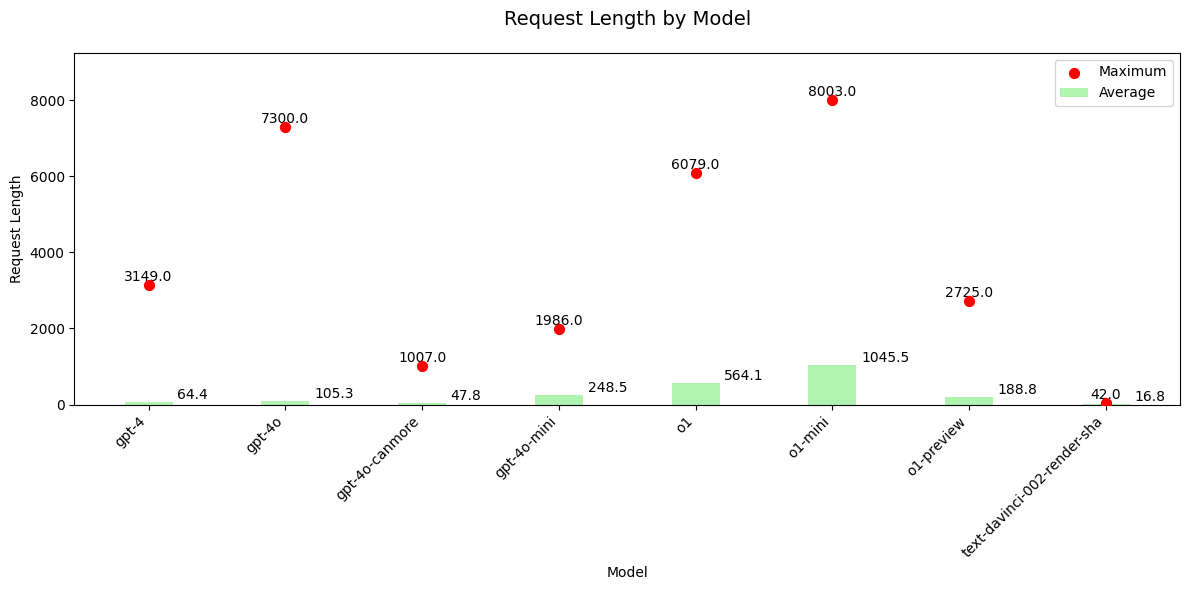 Request Length by Model
Maximum
Average
Request Length
8000
6000
4000
2000
0
3149.0
7300.0
1007.0
1986.0
6079.0
8003.0
2725.0
42.0
64.4
105.3
47.8
248.5
564.1
1045.5
188.8
16.8
gpt-4
gpt-4o
gpt-4o-canmore
gpt-4o-mini
o1
o1-mini
o1-preview
text-davinci-002-render-sha
Model